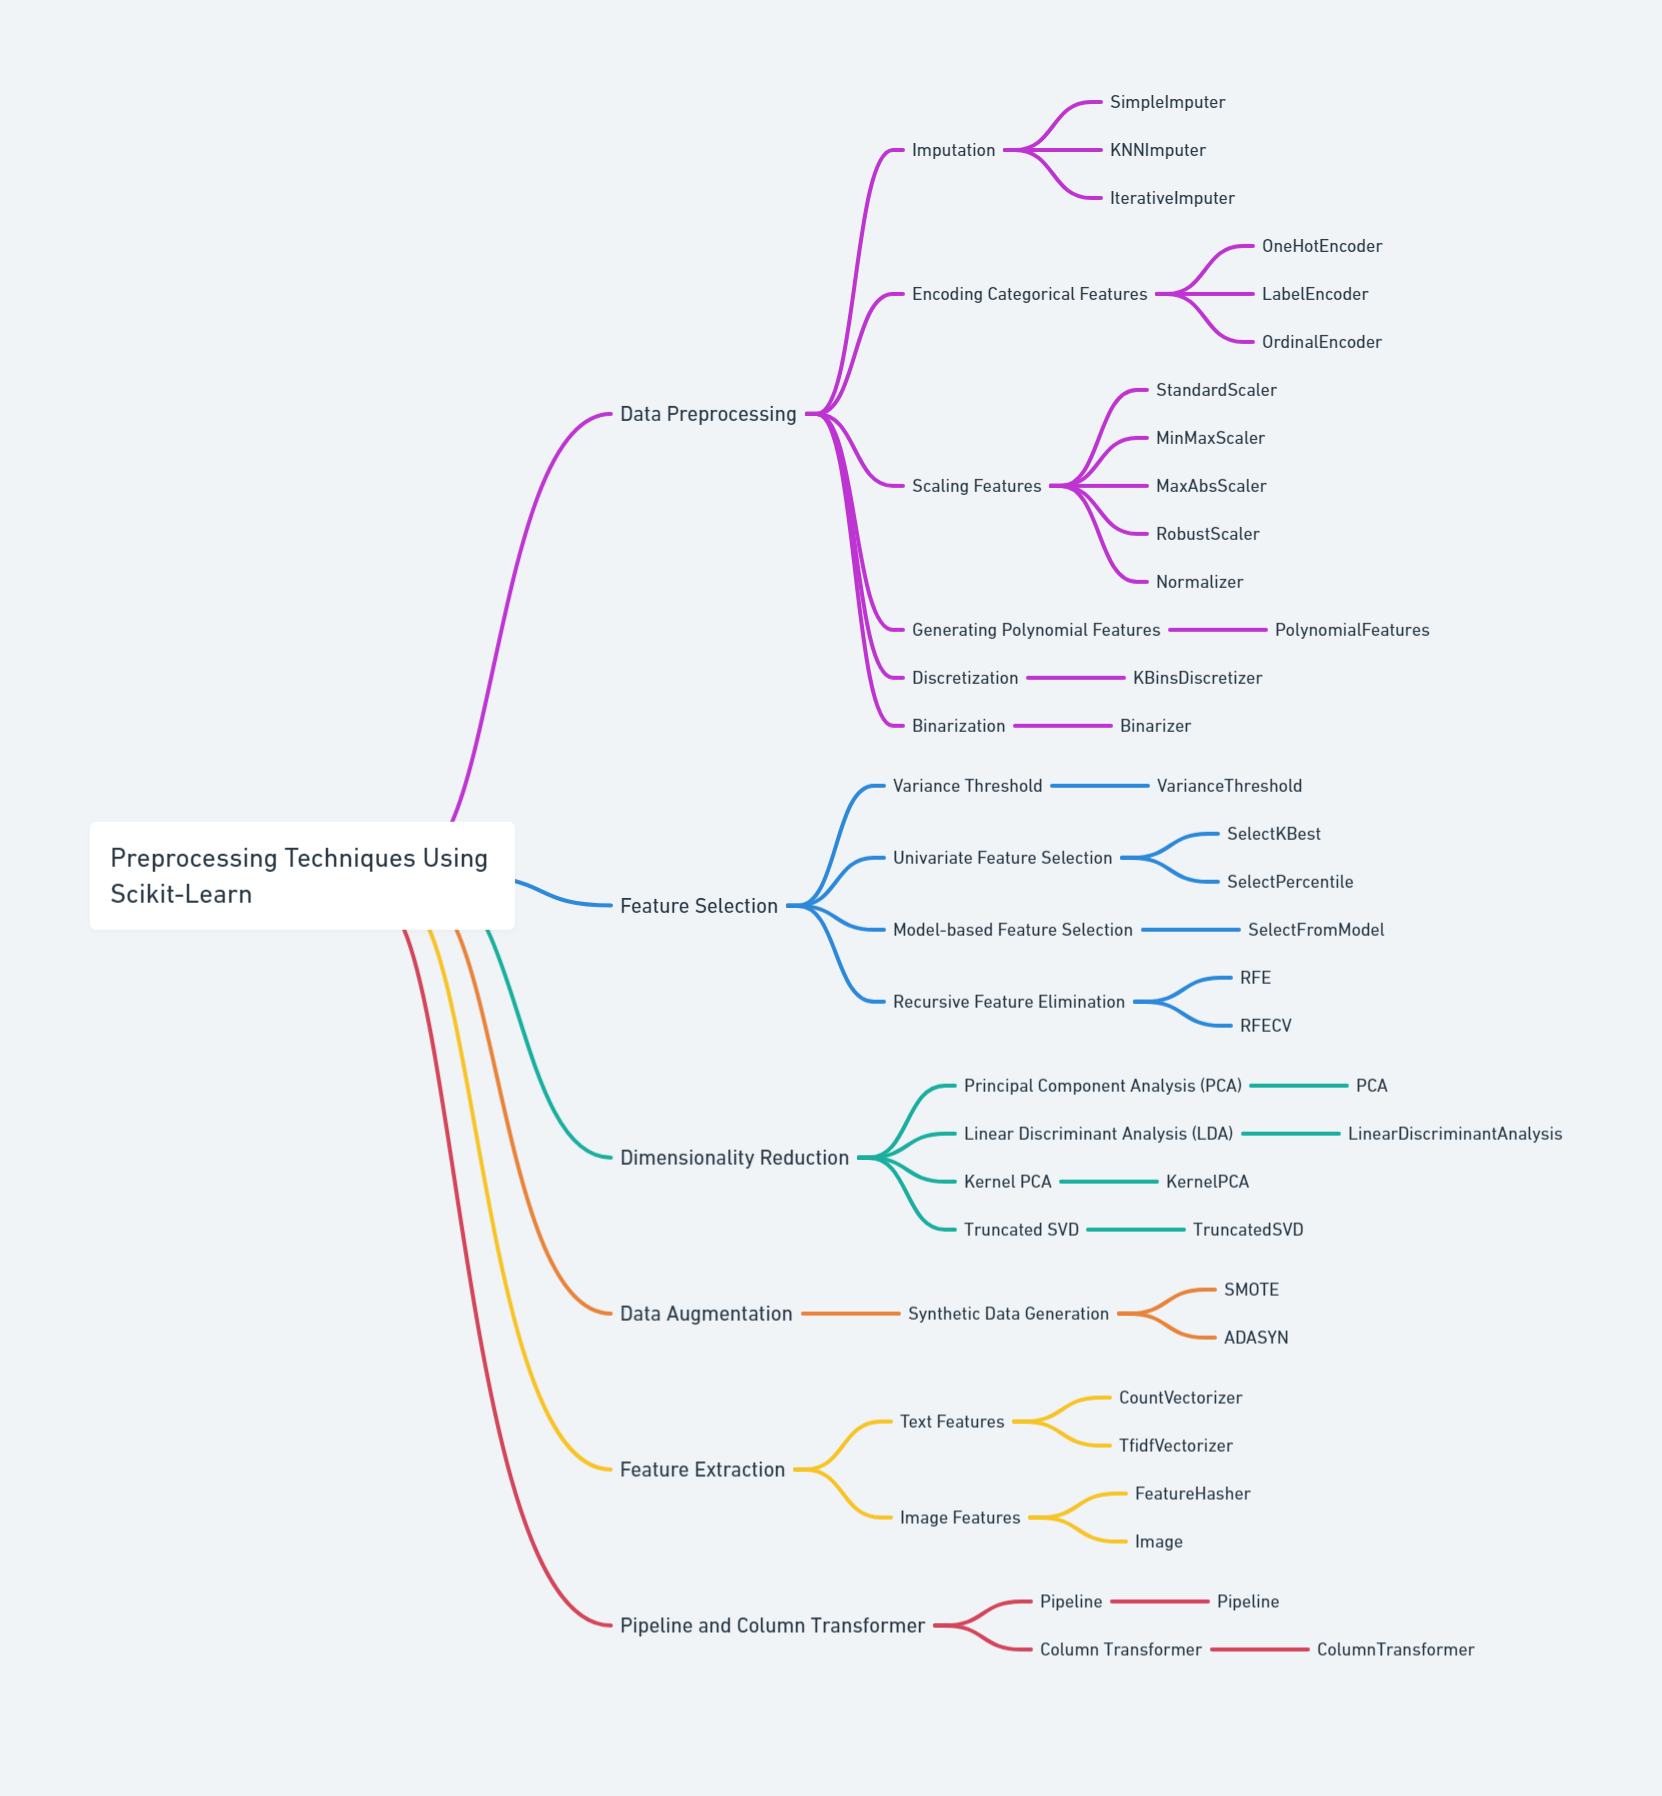 Preprocessing Techniques Using
Scikit-Learn
Data Preprocessing
Imputation
SimpleImputer
KNNImputer
IterativeImputer
Encoding Categorical Features
OneHotEncoder
LabelEncoder
OrdinalEncoder
Scaling Features
StandardScaler
MinMaxScaler
MaxAbsScaler
RobustScaler
Normalizer
Generating Polynomial Features
PolynomialFeatures
Discretization
KBinsDiscretizer
Binarization
Binarizer
Feature Selection
Variance Threshold
VarianceThreshold
Univariate Feature Selection
SelectKBest
SelectPercentile
Model-based Feature Selection
SelectFromModel
Recursive Feature Elimination
RFE
RFECV
Dimensionality Reduction
Principal Component Analysis (PCA)
PCA
Linear Discriminant Analysis (LDA)
LinearDiscriminantAnalysis
Kernel PCA
KernelPCA
Truncated SVD
TruncatedSVD
Data Augmentation
Synthetic Data Generation
SMOTE
ADASYN
Feature Extraction
Text Features
CountVectorizer
TfidfVectorizer
Image Features
FeatureHasher
Image
Pipeline and Column Transformer
Pipeline
Pipeline
Column Transformer
ColumnTransformer